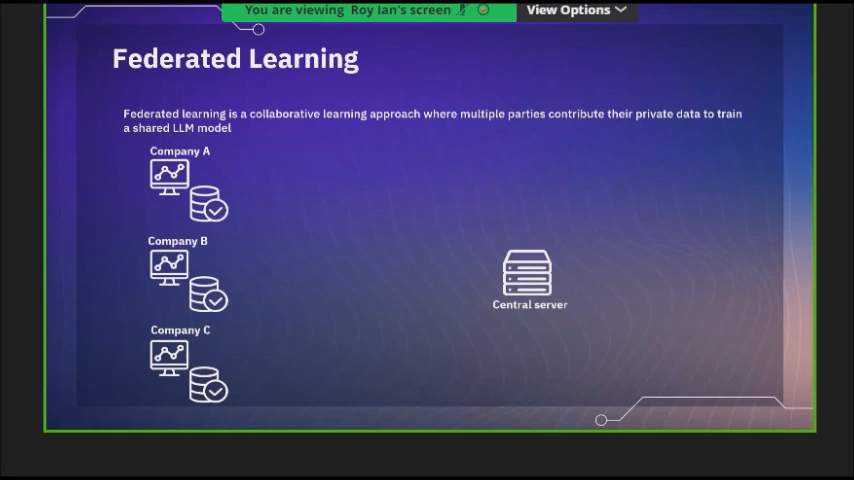 You are viewing Roy Ian's screen
View Options
Federated Learning
Federated learning is a collaborative learning approach where multiple parties contribute their private data to train
a shared LLM model
Company A
Company B
Central server
Company C